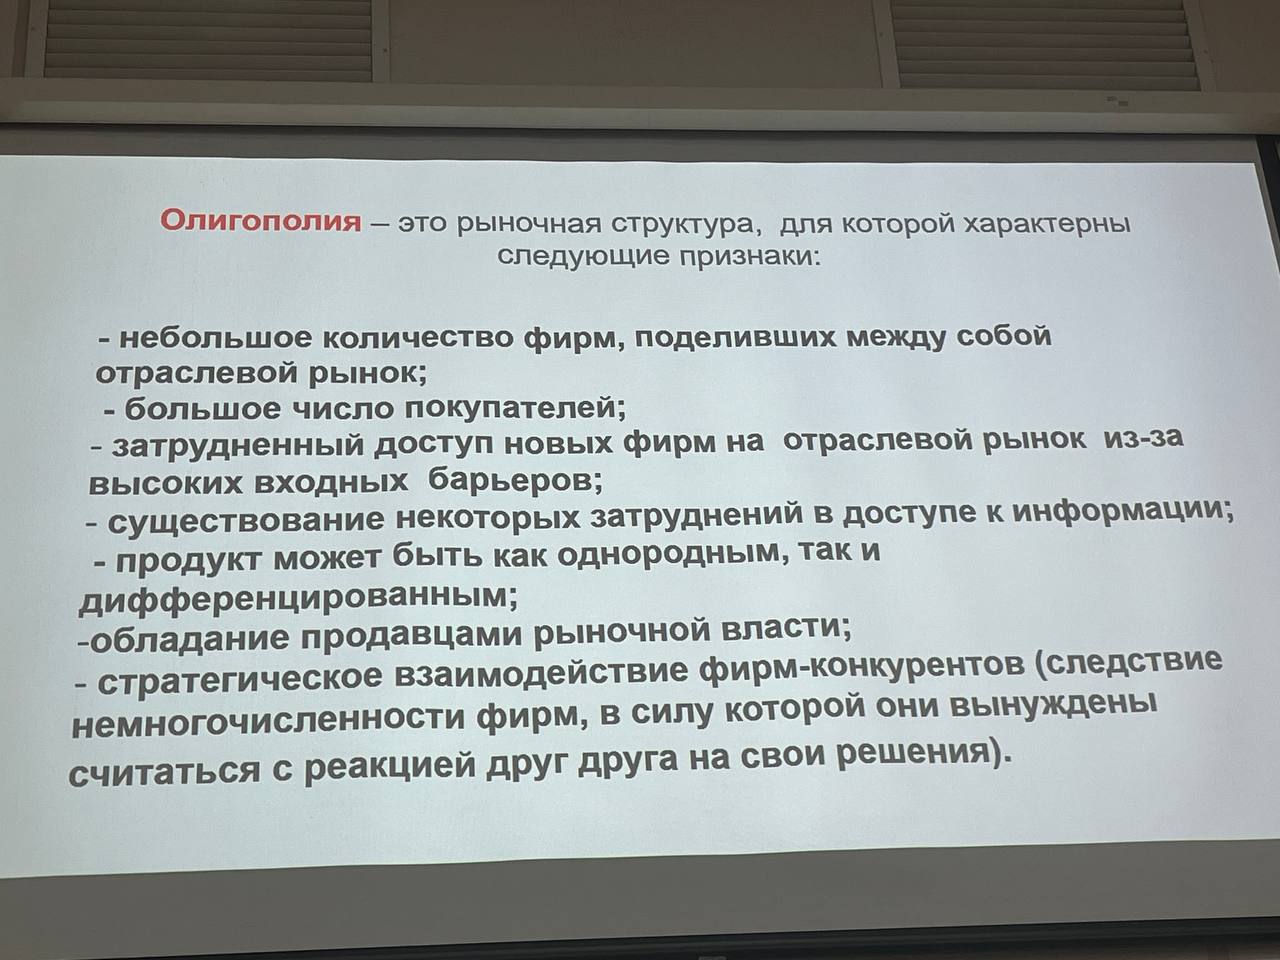 Олигополия – это рыночная структура, для которой характерны
следующие признаки:
- небольшое количество фирм, поделивших между собой
отраслевой рынок;
- большое число покупателей;
- затрудненный доступ новых фирм на отраслевой рынок из-за
высоких входных барьеров;
- существование некоторых затруднений в доступе к информации;
- продукт может быть как однородным, так и
дифференцированным;
-обладание продавцами рыночной власти;
- стратегическое взаимодействие фирм-конкурентов (следствие
немногочисленности фирм, в силу которой они вынуждены
считаться с реакцией друг друга на свои решения).